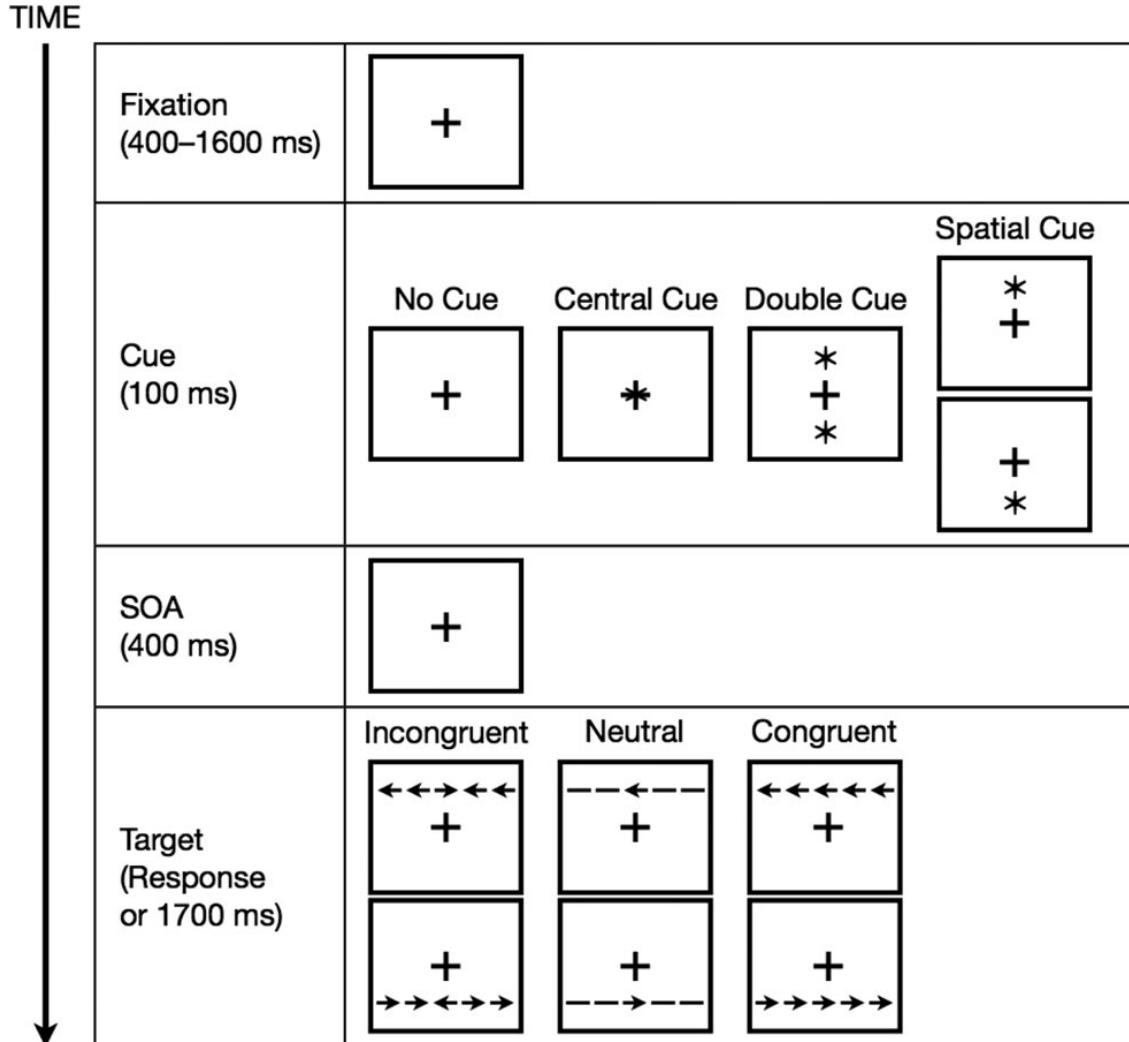 TIME
Fixation
(400–1600 ms)
Cue
(100 ms)
No Cue
Central Cue
Double Cue
Spatial Cue
SOA
(400 ms)
Target
(Response
or 1700 ms)
Incongruent
Neutral
Congruent